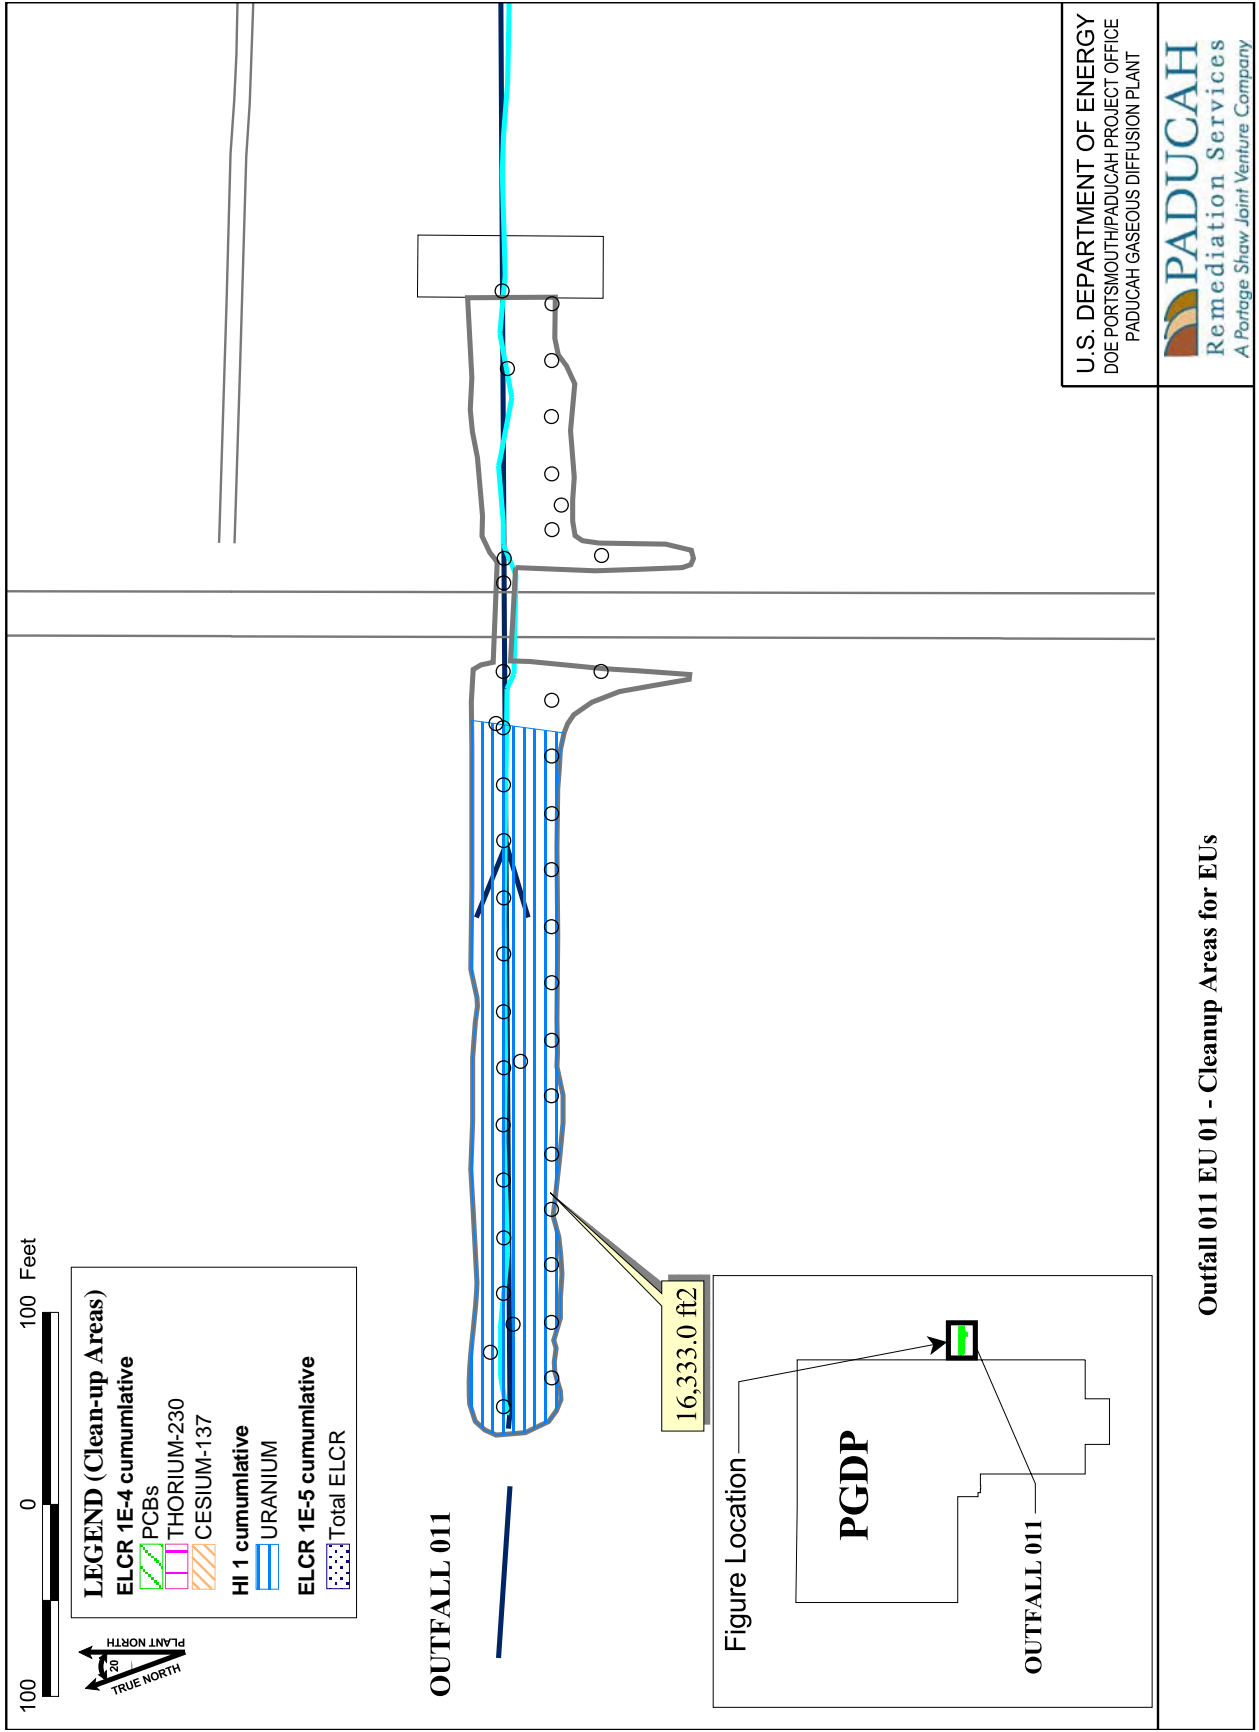 100 0 100 Feet
LEGEND (Clean-up Areas)
ELCR 1E-4 cumumlative
PCBs
THORIUM-230
CESIUM-137
HI 1 cumumlative
URANIUM
ELCR 1E-5 cumumlative
Total ELCR
PLANT NORTH
20
TRUE NORTH
OUTFALL 011
16,333.0 ft2
Figure Location
PGDP
OUTFALL 011
U.S. DEPARTMENT OF ENERGY
DOE PORTSMOUTH/PADUCAH PROJECT OFFICE
PADUCAH GASEOUS DIFFUSION PLANT
Outfall 011 EU 01 - Cleanup Areas for EUs
PADUCAH
Remediation Services
A Portage Shaw Joint Venture Company